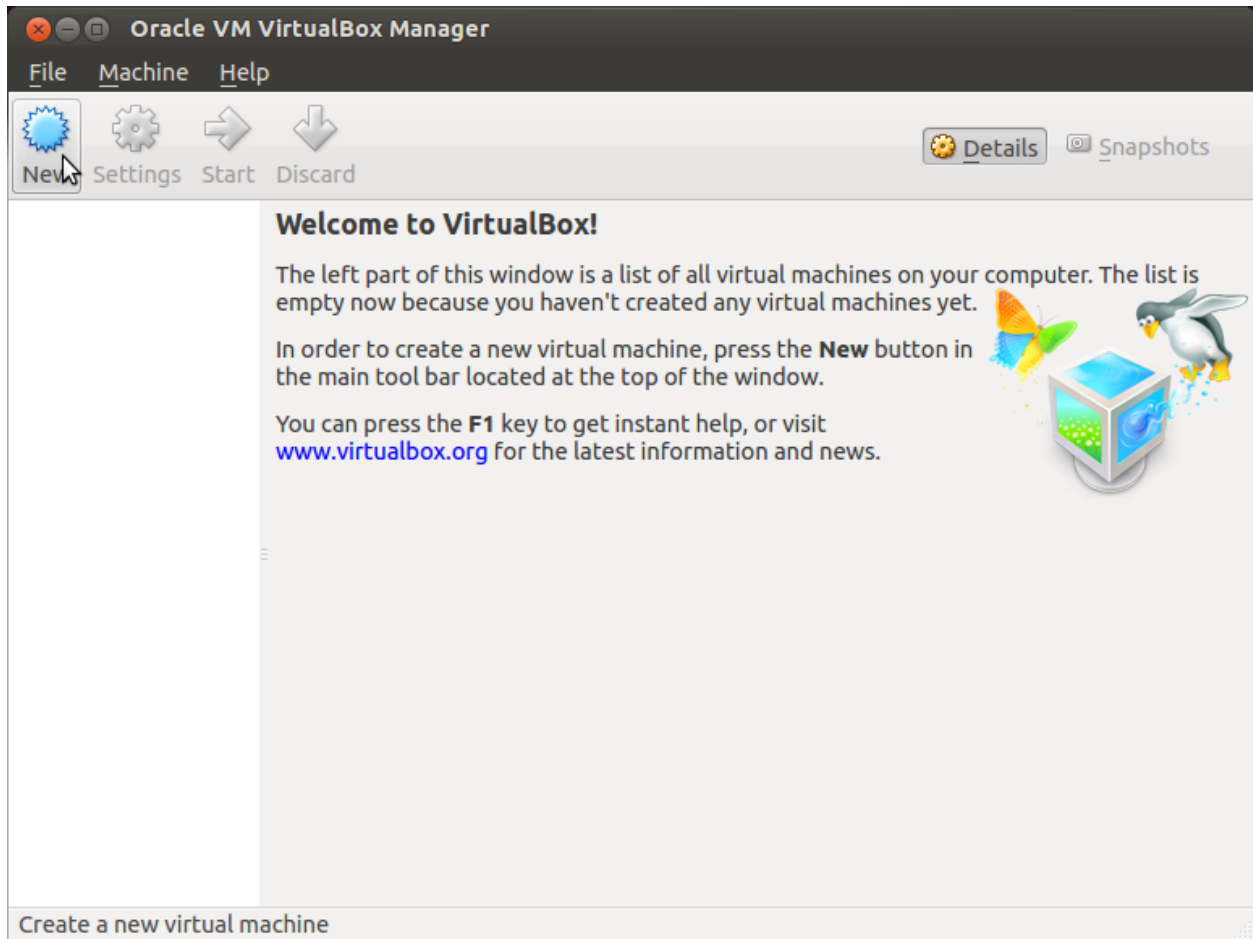 Oracle VM VirtualBox Manager
File Machine Help
New Settings Start Discard
Details Snapshots
Welcome to VirtualBox!
The left part of this window is a list of all virtual machines on your computer. The list is
empty now because you haven't created any virtual machines yet.
In order to create a new virtual machine, press the New button in
the main tool bar located at the top of the window.
You can press the F1 key to get instant help, or visit
www.virtualbox.org for the latest information and news.
Create a new virtual machine